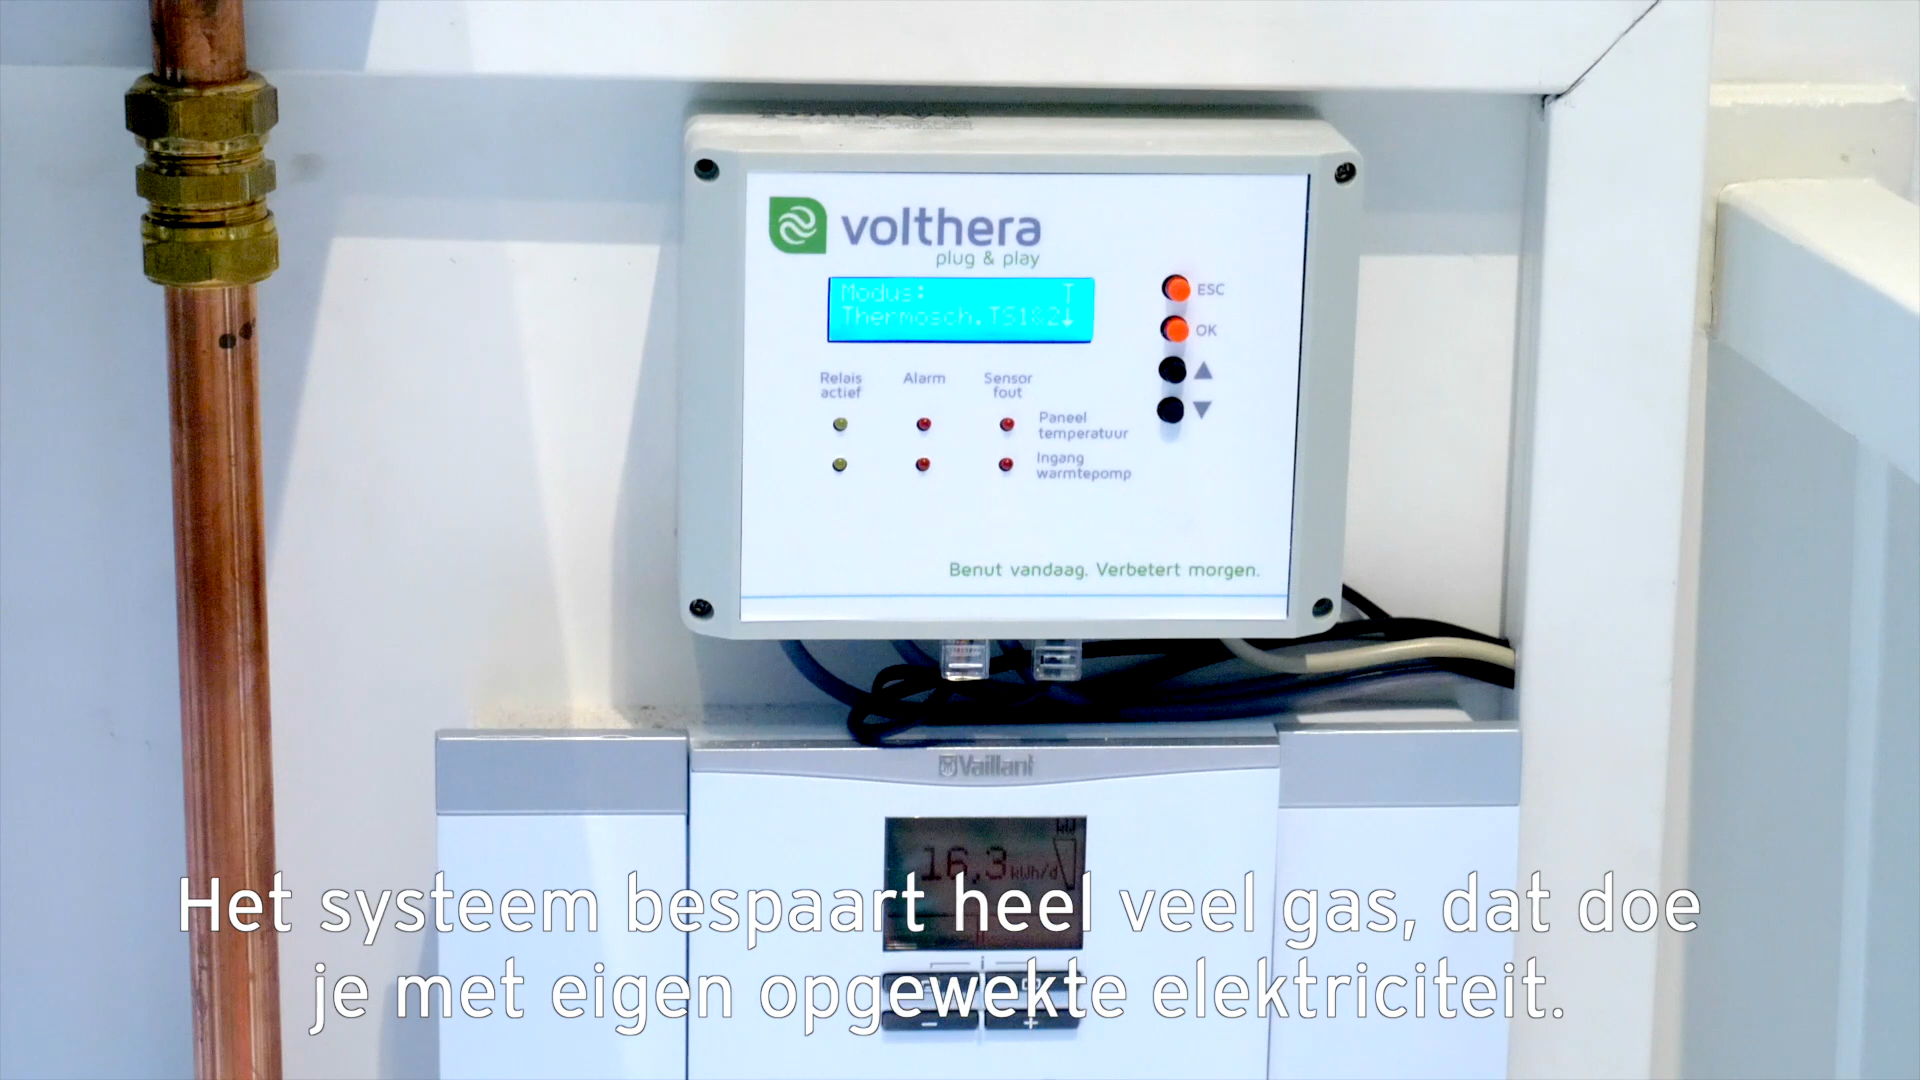 volthera
plug & play
Modus: T
Thermosch.TS1&2↓
ESC
OK
Relais actief
Alarm
Sensor fout
Paneel temperatuur
Ingang warmtepomp
Benut vandaag. Verbetert morgen.
Vaillant
16,3 kWh/d
Het systeem bespaart heel veel gas, dat doe
je met eigen opgewekte elektriciteit.